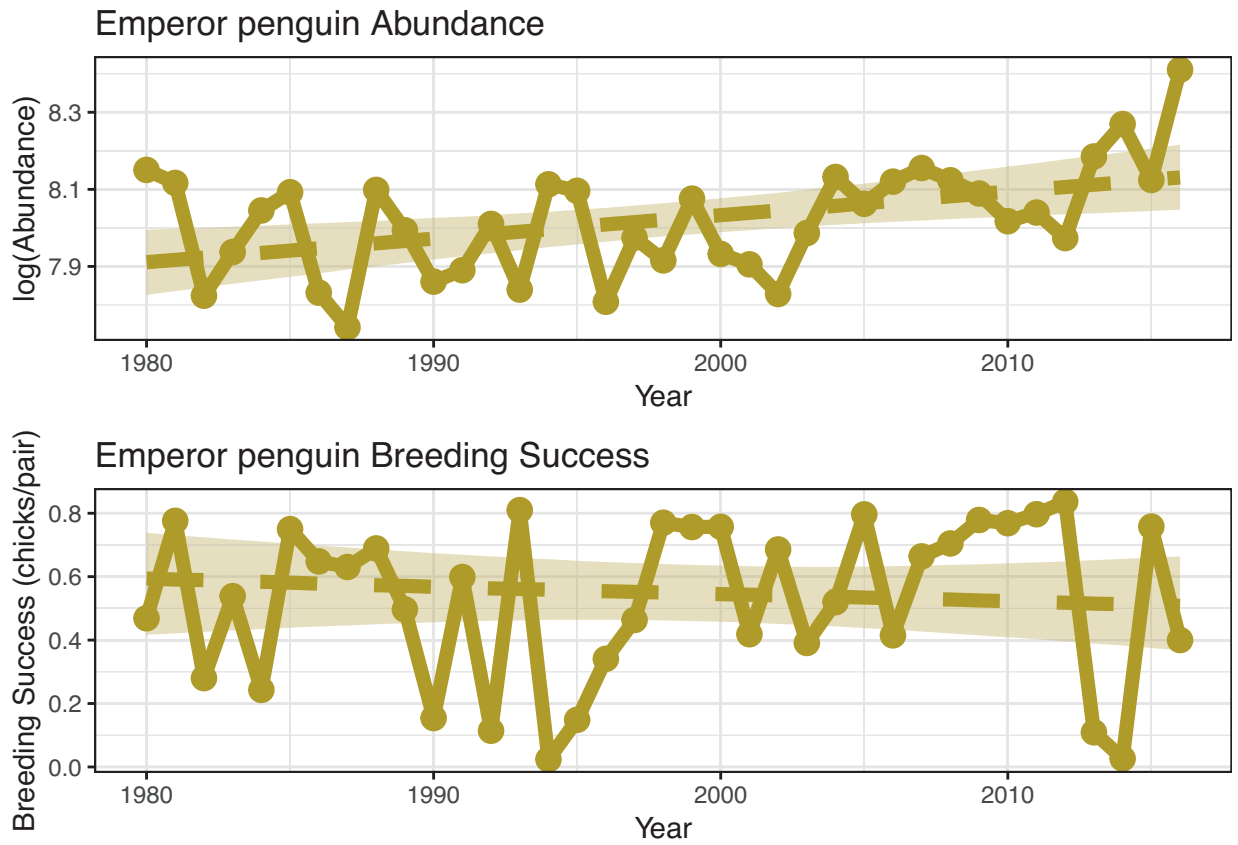 Emperor penguin Abundance
log(Abundance)
8.3
8.1
7.9
1980 1990 2000 2010
Year
Emperor penguin Breeding Success
Breeding Success (chicks/pair)
0.8
0.6
0.4
0.2
0.0
1980 1990 2000 2010
Year